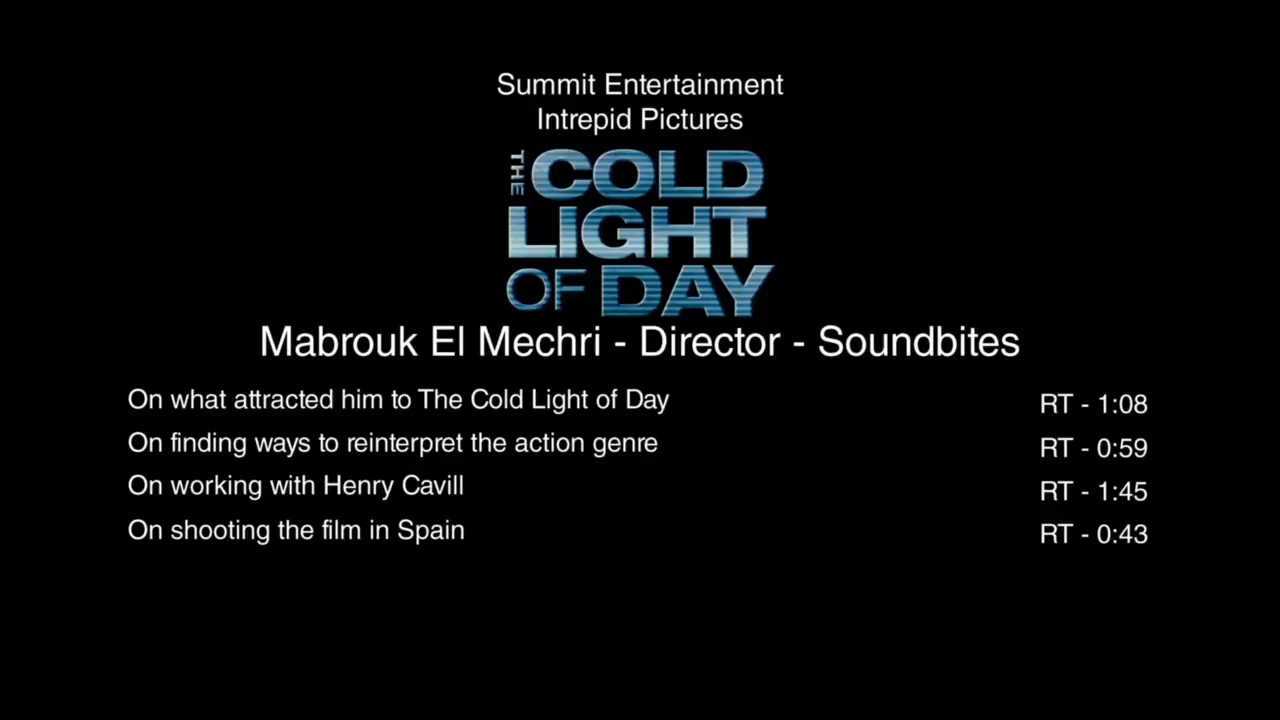 Summit Entertainment
Intrepid Pictures
THE COLD
LIGHT
OF DAY
Mabrouk El Mechri - Director - Soundbites
On what attracted him to The Cold Light of Day RT - 1:08
On finding ways to reinterpret the action genre RT - 0:59
On working with Henry Cavill RT - 1:45
On shooting the film in Spain RT - 0:43